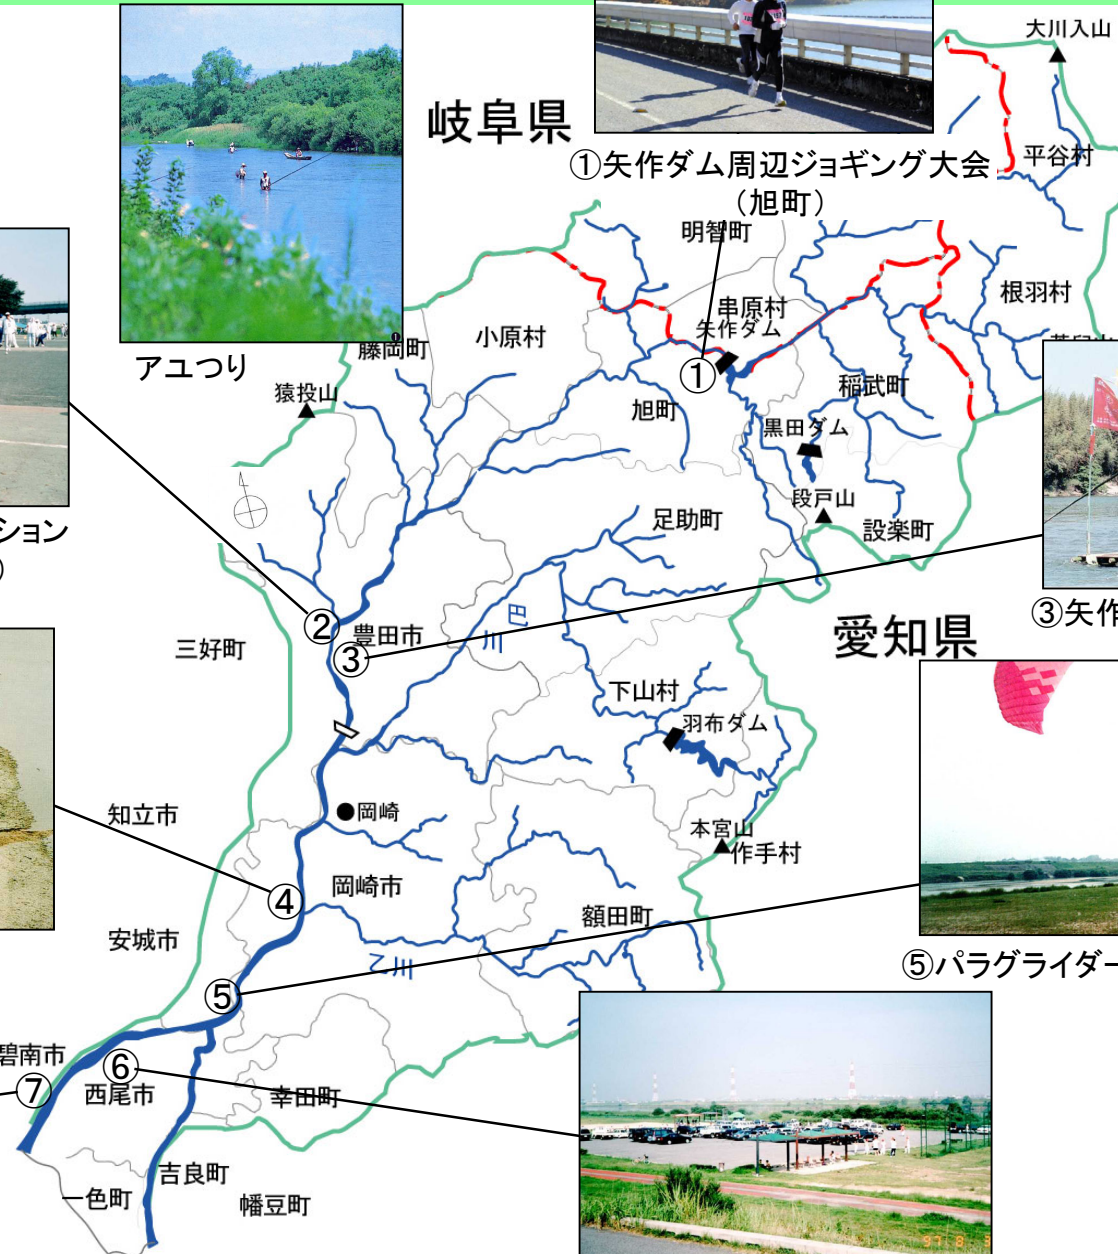 大川入山
岐阜県
平谷村
①矢作ダム周辺ジョギング大会
(旭町)
明智町
根羽村
串原村
矢作ダム
小原村
藤岡町
アユつり
①
稲武町
猿投山
旭町
黒田ダム
段戸山
足助町
設楽町
ション
)
③矢作
巴川
②
豊田市
愛知県
三好町
③
下山村
羽布ダム
知立市
岡崎
本宮山
作手村
岡崎市
④
額田町
安城市
乙川
⑤パラグライダー
⑤
碧南市
⑥
⑦
西尾市
幸田町
吉良町
一色町
幡豆町